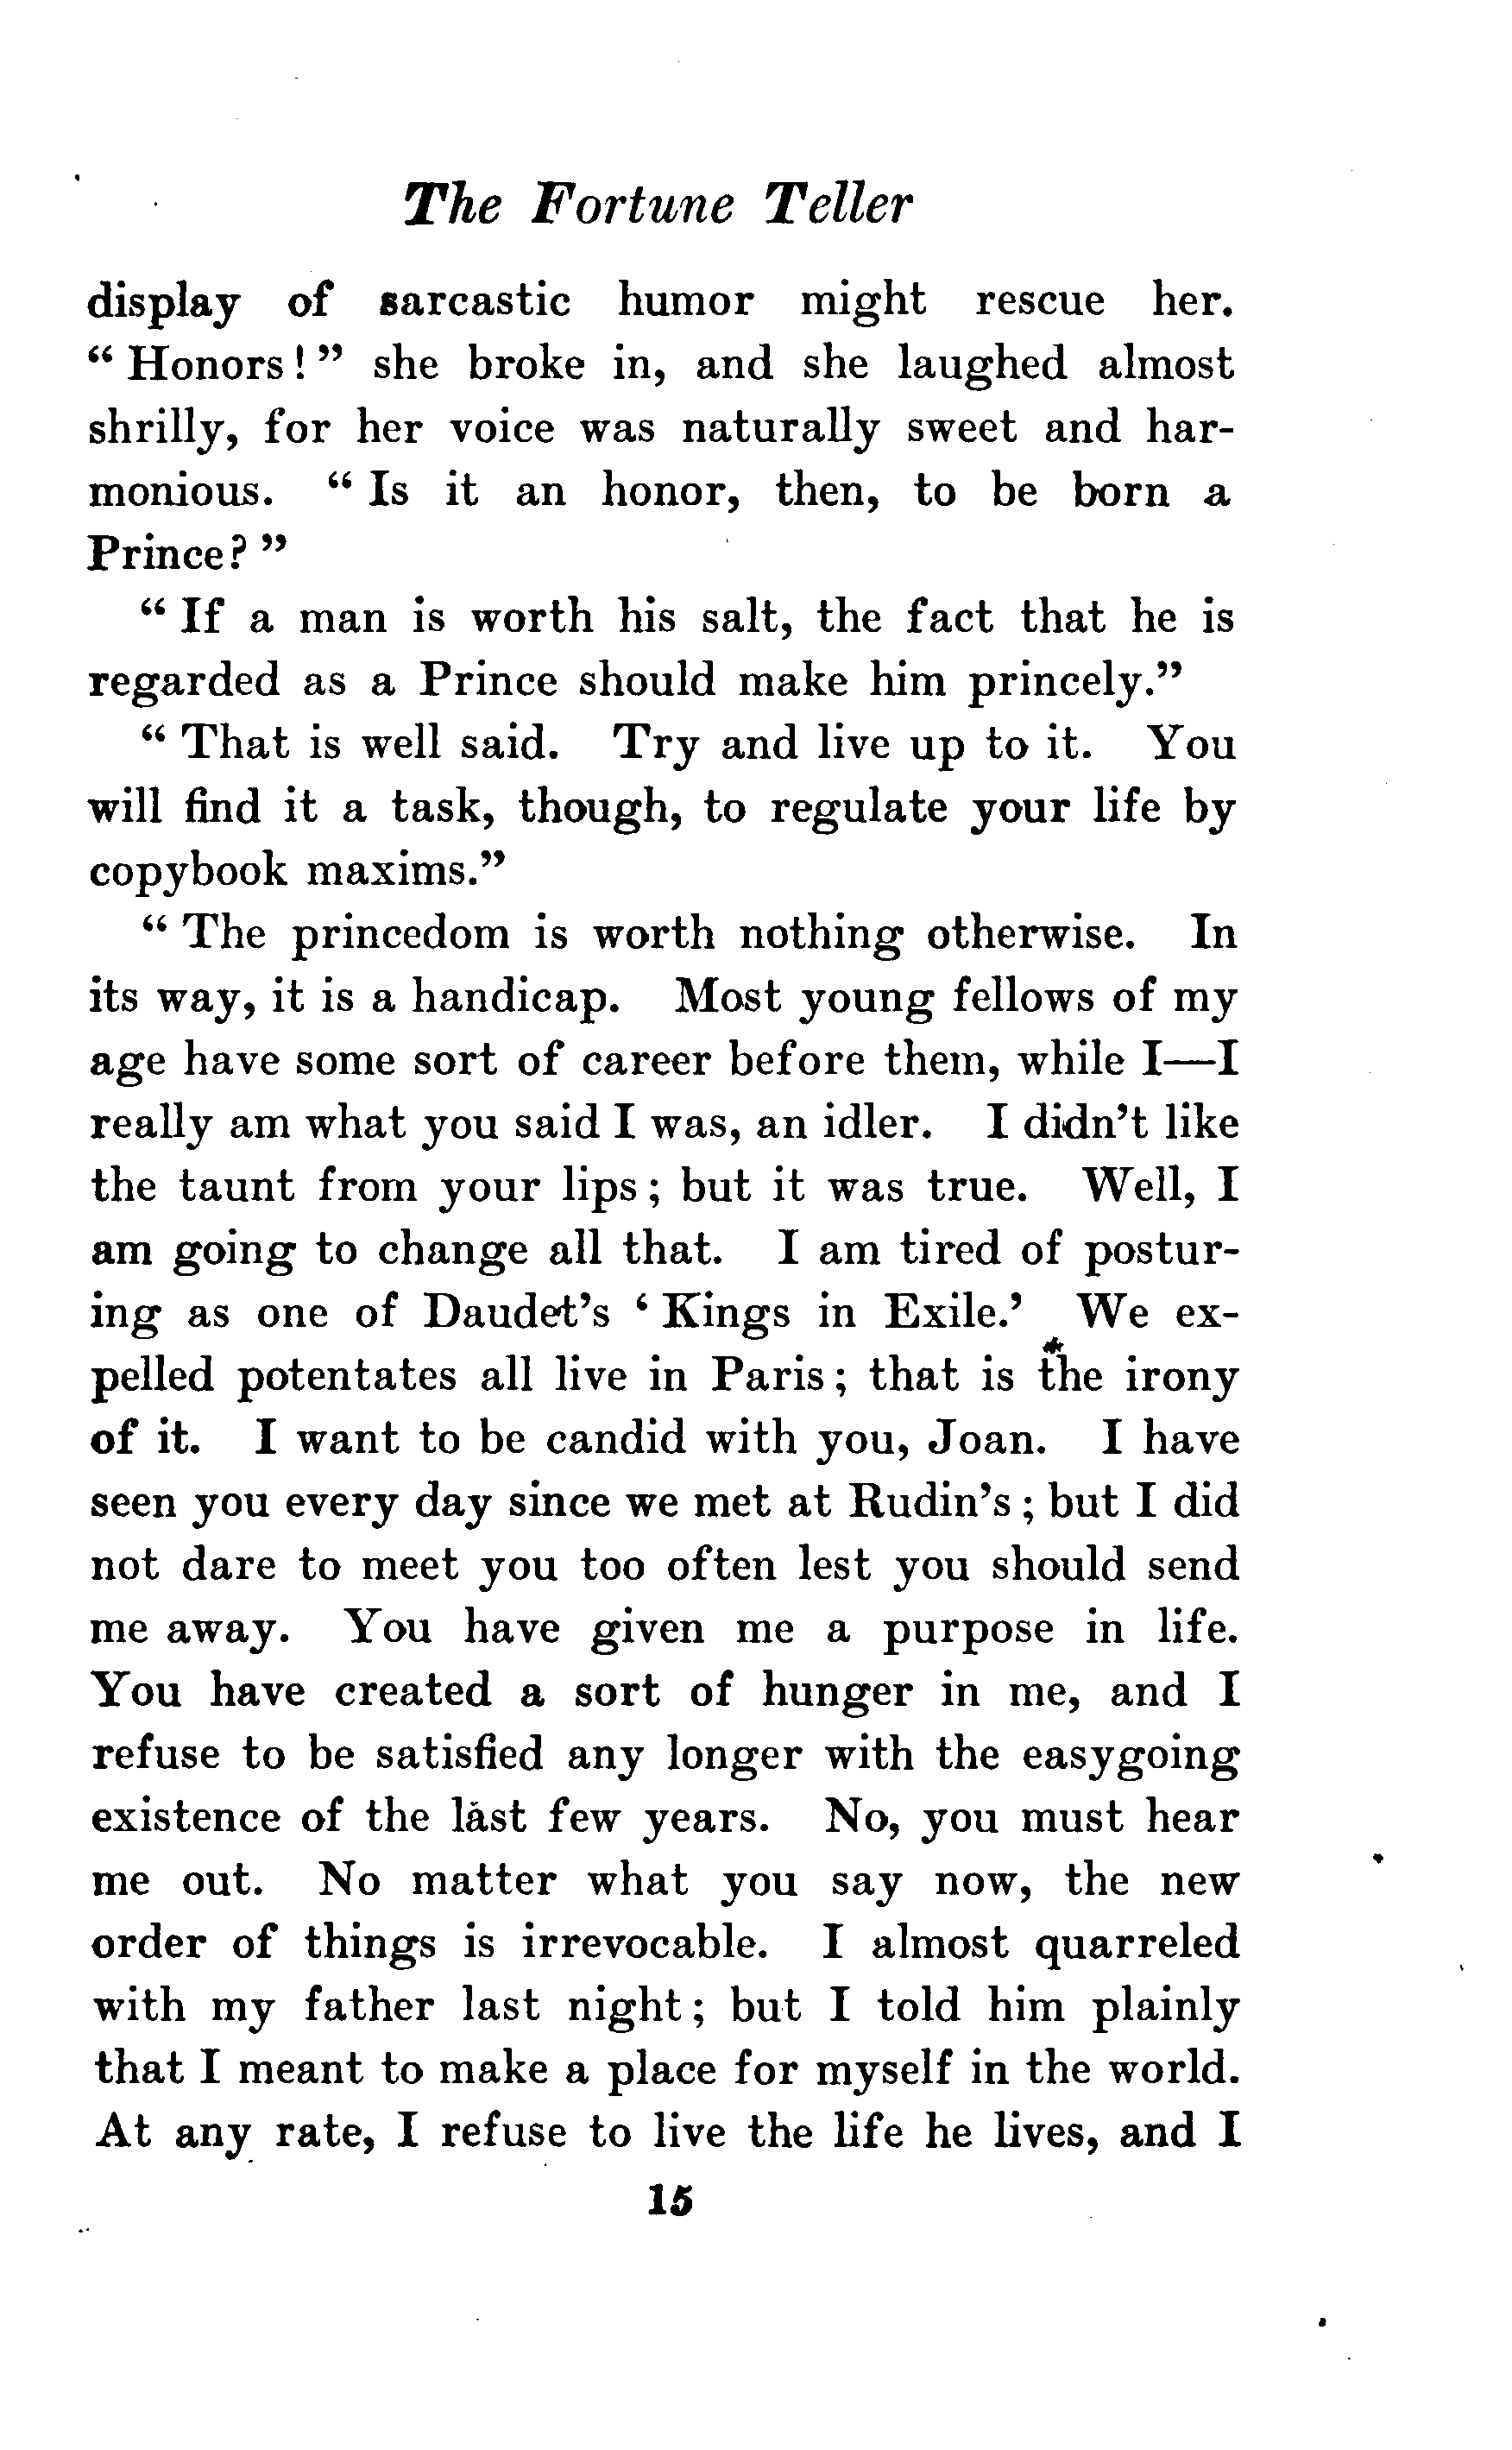 The Fortune Teller
display of sarcastic humor might rescue her.
“ Honors ! ” she broke in, and she laughed almost
shrilly, for her voice was naturally sweet and har-
monious. “ Is it an honor, then, to be born a
Prince? ”
“ If a man is worth his salt, the fact that he is
regarded as a Prince should make him princely.”
“ That is well said. Try and live up to it. You
will find it a task, though, to regulate your life by
copybook maxims.”
“ The princedom is worth nothing otherwise. In
its way, it is a handicap. Most young fellows of my
age have some sort of career before them, while I—I
really am what you said I was, an idler. I didn’t like
the taunt from your lips ; but it was true. Well, I
am going to change all that. I am tired of postur-
ing as one of Daudet’s ‘ Kings in Exile.’ We ex-
pelled potentates all live in Paris ; that is the irony
of it. I want to be candid with you, Joan. I have
seen you every day since we met at Rudin’s ; but I did
not dare to meet you too often lest you should send
me away. You have given me a purpose in life.
You have created a sort of hunger in me, and I
refuse to be satisfied any longer with the easygoing
existence of the last few years. No, you must hear
me out. No matter what you say now, the new
order of things is irrevocable. I almost quarreled
with my father last night ; but I told him plainly
that I meant to make a place for myself in the world.
At any rate, I refuse to live the life he lives, and I
15